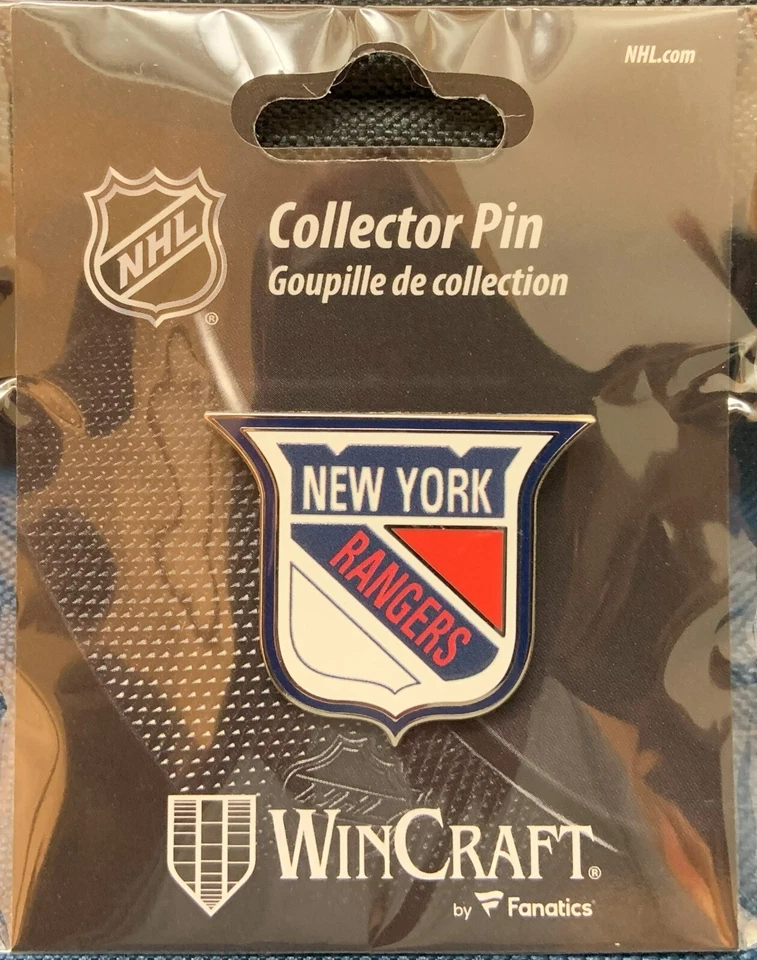 NHL.com
NHL
®
Collector Pin
Goupille de collection
NEW YORK
RANGERS
WINCRAFT®
by Fanatics